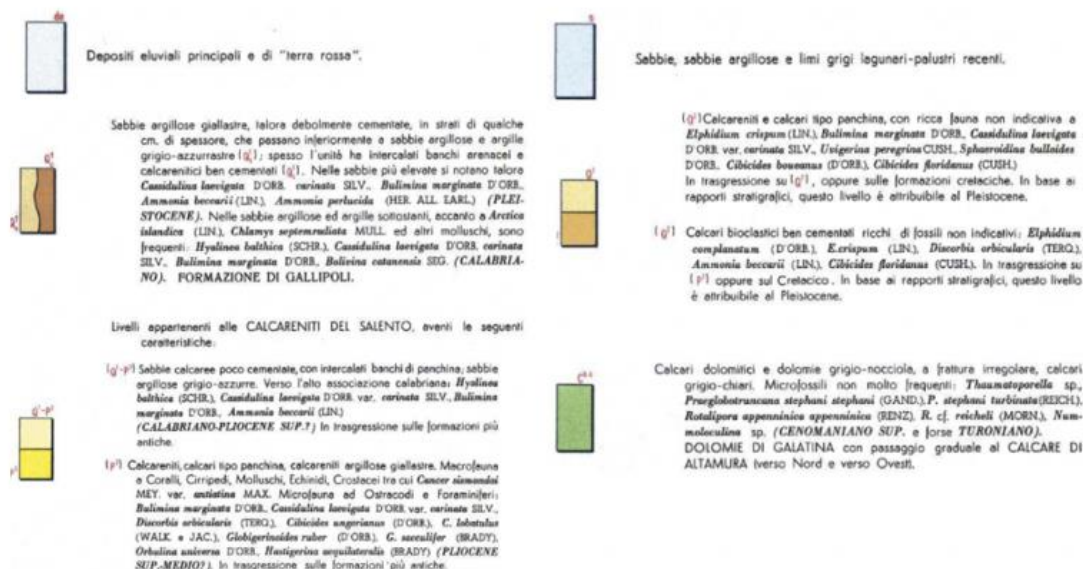 de
Depositi eluviali principali e di "terra rossa".
Sabbie argillose giallastre, talora debolmente cementate, in strati di qualche
cm. di spessore, che passano inferiormente a sabbie argillose e argille
grigio-azzurrastre; spesso l'unità ha intercalati banchi arenacei e
calcarenitici ben cementati. Nelle sabbie più elevate si notano talora
Cassidulina laevigata D'ORB. carinata SILV., Bulimina marginata D'ORB.,
Ammonia beccarii (LIN.), Ammonia perlucida (HER. ALL. EARL.) (PLEI-
STOCENE). Nelle sabbie argillose ed argille sottostanti, accanto a Arctica
islandica (LIN.), Chlamys septemradiata MULL. ed altri molluschi, sono
frequenti: Hyalinea balthica (SCHR.), Cassidulina laevigata D'ORB. carinata
SILV., Bulimina marginata D'ORB., Bolivina catanensis SEG. (CALABRIA-
NO). FORMAZIONE DI GALLIPOLI.
Livelli appartenenti alle CALCARENITI DEL SALENTO, aventi le seguenti
caratteristiche:
Sabbie calcaree poco cementate, con intercalati banchi di panchina; sabbie
argillose grigio-azzurre. Verso l'alto associazione calabriana: Hyalinea
balthica (SCHR.), Cassidulina laevigata D'ORB. var. carinata SILV., Bulimina
marginata D'ORB., Ammonia beccarii (LIN.)
(CALABRIANO-PLIOCENE SUP.?) In trasgressione sulle formazioni più
antiche.
Calcareniti, calcari tipo panchina, calcareniti argillose giallastre. Macrofauna
a Coralli, Cirripedi, Molluschi, Echinidi, Crostacei tra cui Cancer sismondai
MEY. var. antiatina MAX. Microfauna ad Ostracodi e Foraminiferi:
Bulimina marginata D'ORB., Cassidulina laevigata D'ORB. var. carinata SILV.,
Discorbis orbicularis (TERQ.), Cibicides ungerianus (D'ORB.), C. lobatulus
(WALK. e JAC.), Globigerinoides ruber (D'ORB.), G. sacculifer (BRADY),
Orbulina universa D'ORB., Hastigerina aequilateralis (BRADY) (PLIOCENE
SUP.-MEDIO?). In trasgressione sulle formazioni più antiche.
Sabbie, sabbie argillose e limi grigi lagunari-palustri recenti.
Calcareniti e calcari tipo panchina, con ricca fauna non indicativa a
Elphidium crispum (LIN.), Bulimina marginata D'ORB., Cassidulina laevigata
D'ORB. var. carinata SILV., Uvigerina peregrina CUSH., Sphaeroidina bulloides
D'ORB., Cibicides boueanus (D'ORB.), Cibicides floridanus (CUSH.)
In trasgressione su, oppure sulle formazioni cretaciche. In base ai
rapporti stratigrafici, questo livello è attribuibile al Pleistocene.
Calcari bioclastici ben cementati ricchi di fossili non indicativi: Elphidium
complanatum (D'ORB.), E. crispum (LIN.), Discorbis orbicularis (TERQ.),
Ammonia beccarii (LIN.), Cibicides floridanus (CUSH.). In trasgressione su
oppure sul Cretacico. In base ai rapporti stratigrafici, questo livello
è attribuibile al Pleistocene.
Calcari dolomitici e dolomie grigio-nocciola, a frattura irregolare, calcari
grigio-chiari. Microfossili non molto frequenti: Thaumatoporella sp.,
Praeglobotruncana stephani stephani (GAND.), P. stephani turbinata (REICH.),
Rotalipora appenninica appenninica (RENZ), R. cf. reicheli (MORN.), Num-
moloculina sp. (CENOMANIANO SUP. e forse TURONIANO).
DOLOMIE DI GALATINA con passaggio graduale al CALCARE DI
ALTAMURA (verso Nord e verso Ovest).